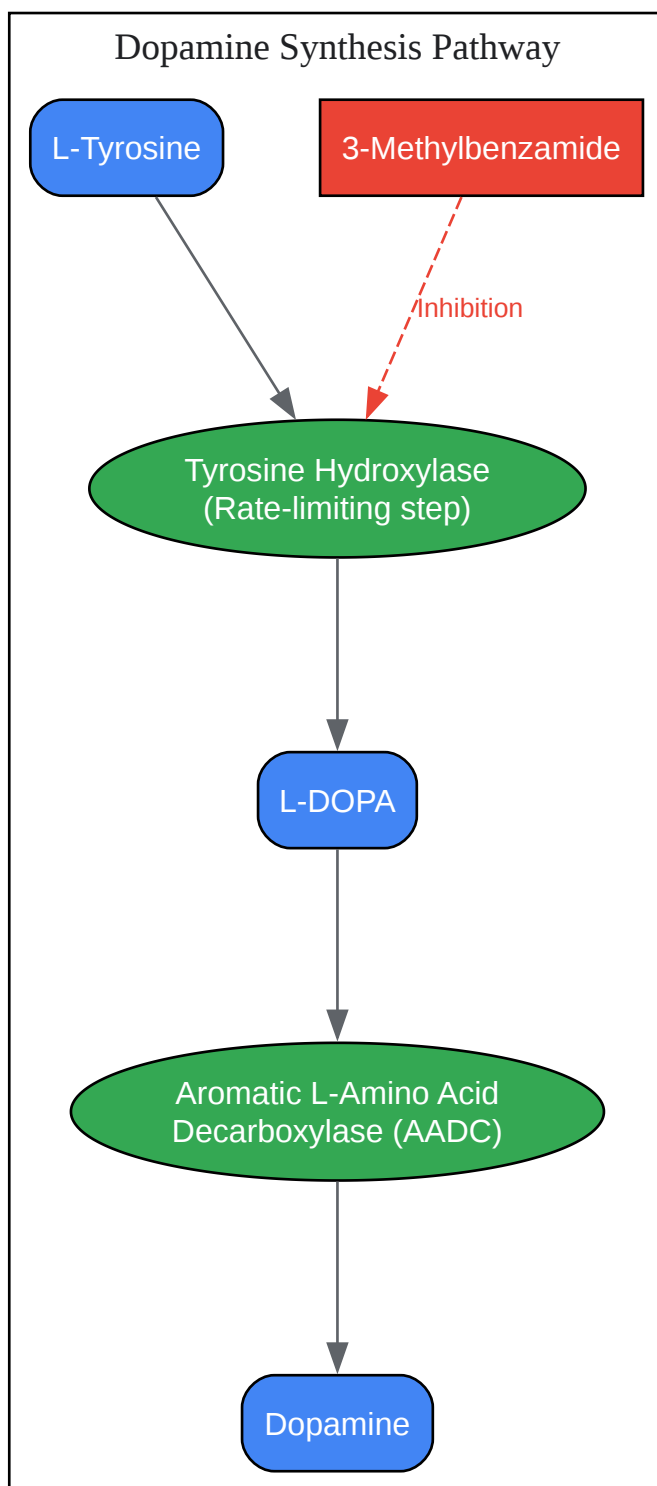 Dopamine Synthesis Pathway
L-Tyrosine
3-Methylbenzamide
Inhibition
Tyrosine Hydroxylase
(Rate-limiting step)
L-DOPA
Aromatic L-Amino Acid
Decarboxylase (AADC)
Dopamine